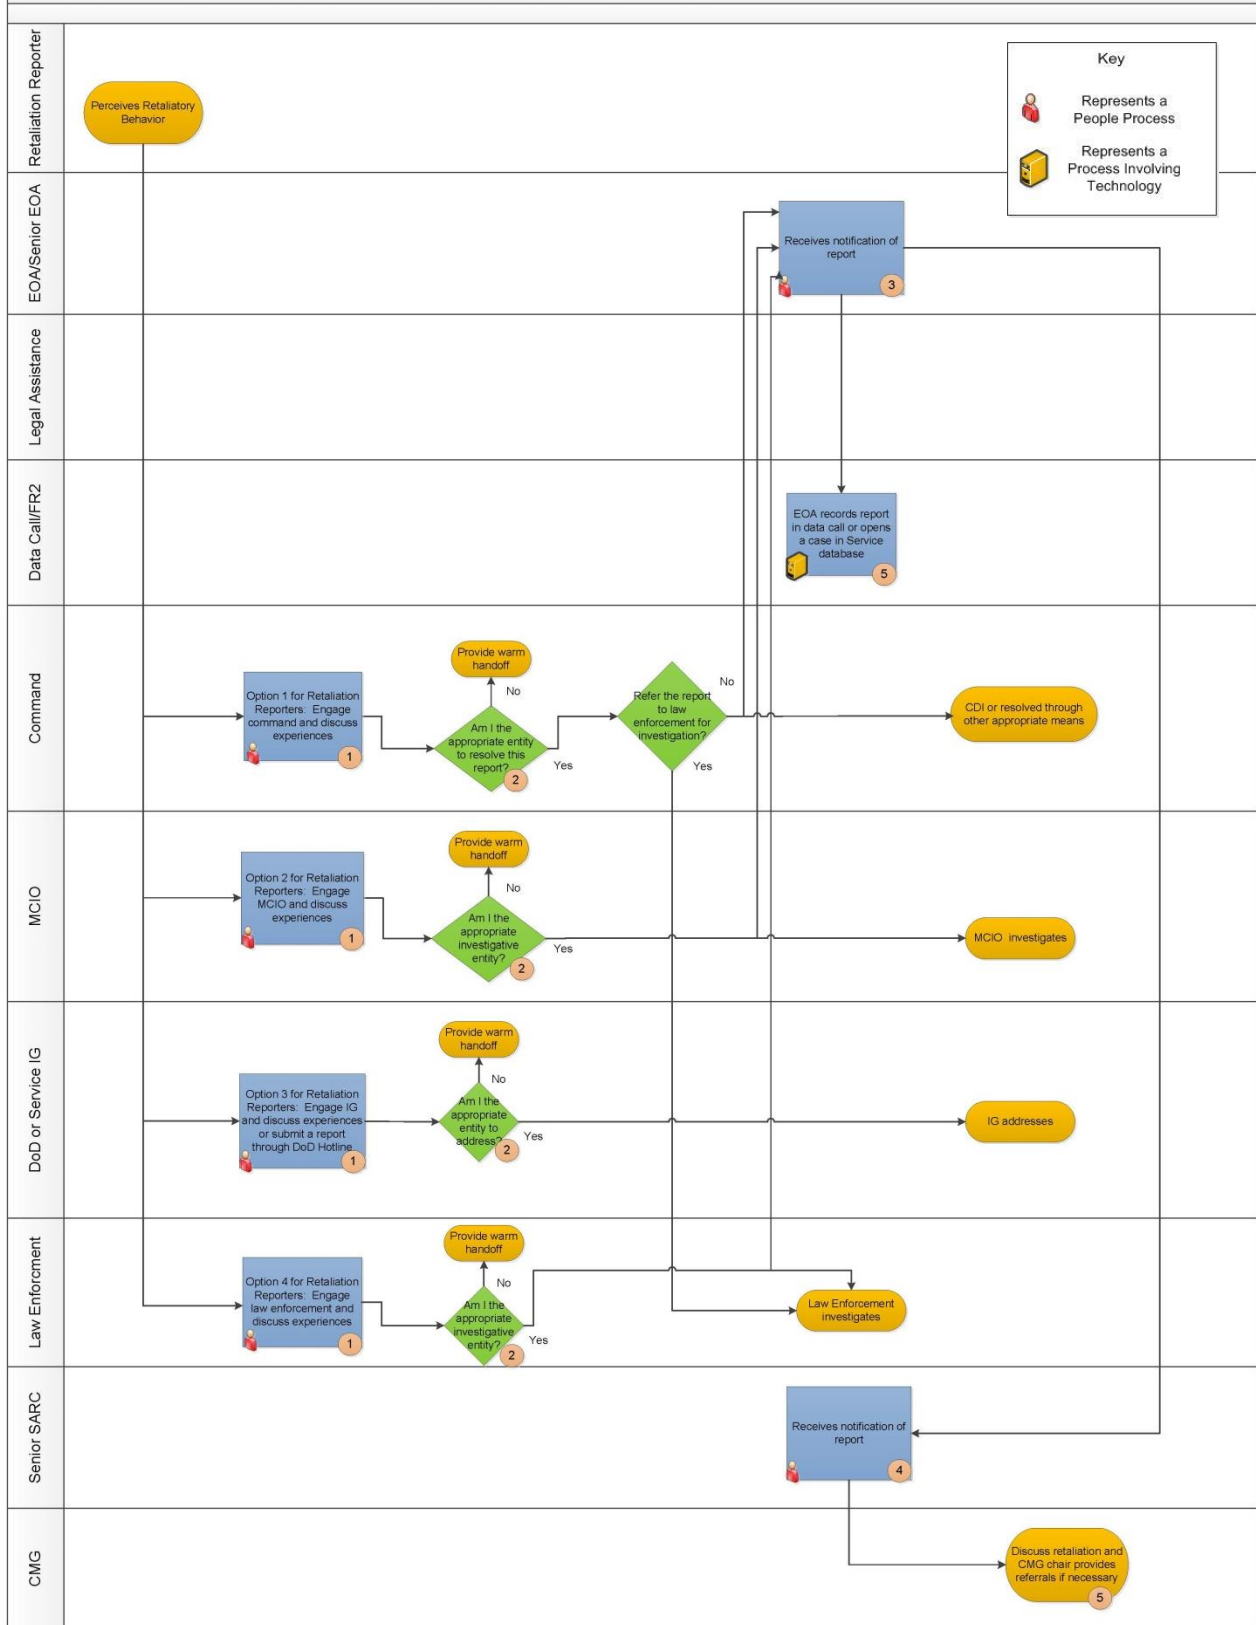 Retaliation Reporter
Perceives Retaliatory
Behavior
Key
Represents a
People Process
Represents a
Process Involving
Technology
EOA/Senior EOA
Receives notification of
report
3
Legal Assistance
Data Call/FR2
EOA records report
in data call or opens
a case in Service
database
5
Command
Option 1 for Retaliation
Reporters: Engage
command and discuss
experiences
1
Provide warm
handoff
No
Am I the
appropriate entity
to resolve this
report?
2
Yes
Refer the report
to law
enforcement for
investigation?
No
Yes
CDI or resolved through
other appropriate means
MCIO
Option 2 for Retaliation
Reporters: Engage
MCIO and discuss
experiences
1
Provide warm
handoff
No
Am I the
appropriate
investigative
entity?
2
Yes
MCIO investigates
DoD or Service IG
Option 3 for Retaliation
Reporters: Engage IG
and discuss experiences
or submit a report
through DoD Hotline
1
Provide warm
handoff
No
Am I the
appropriate
entity to
address?
2
Yes
IG addresses
Law Enforcement
Option 4 for Retaliation
Reporters: Engage
law enforcement and
discuss experiences
1
Provide warm
handoff
No
Am I the
appropriate
investigative
entity?
2
Yes
Law Enforcement
investigates
Senior SARC
Receives notification of
report
4
CMG
Discuss retaliation and
CMG chair provides
referrals if necessary
5